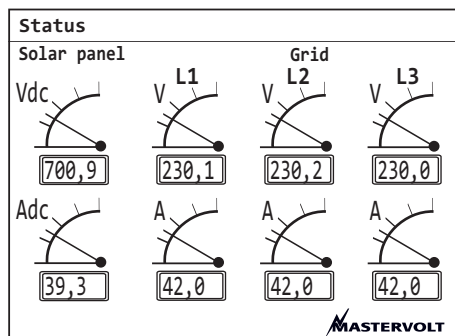 Status
Solar panel Grid
L1 L2 L3
Vdc V V V
700,9 230,1 230,2 230,0
Adc A A A
39,3 42,0 42,0 42,0
MASTERVOLT